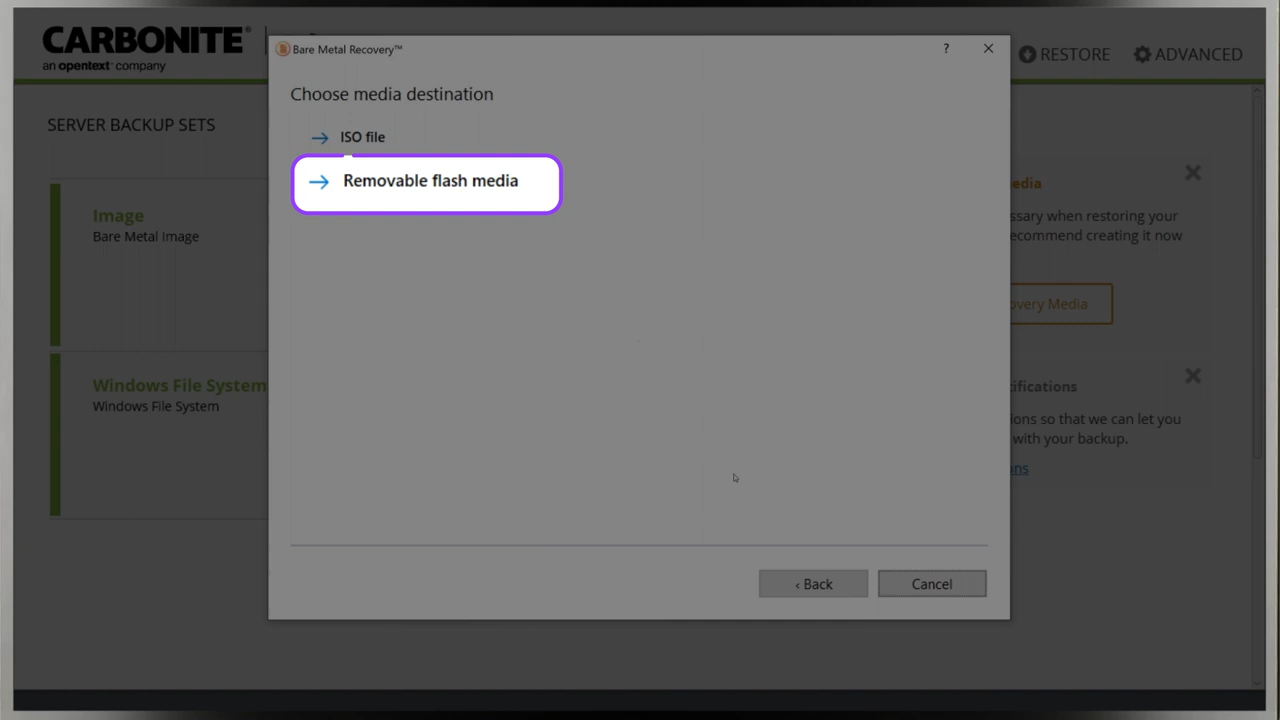 CARBONITE®
an opentext™ company
RESTORE
ADVANCED
SERVER BACKUP SETS
Image
Bare Metal Image
Windows File System
Windows File System
Bare Metal Recovery™
?
Choose media destination
→ ISO file
→ Removable flash media
‹ Back
Cancel
edia
ssary when restoring your
ecommend creating it now
overy Media
ifications
ions so that we can let you
with your backup.
ons